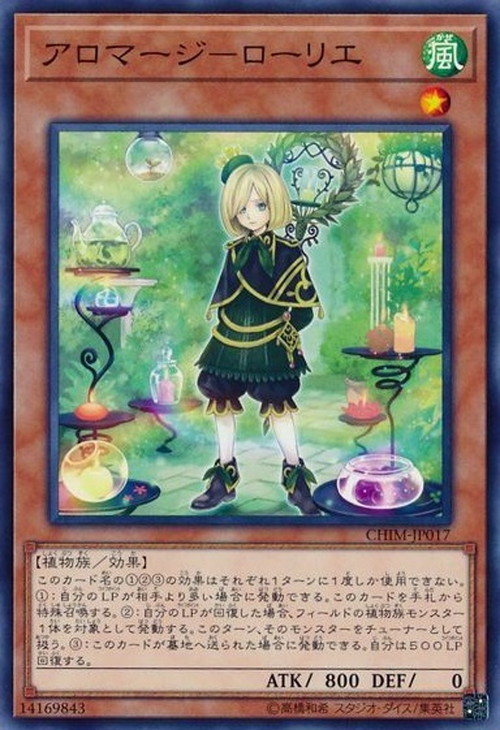 アロマージ－ローリエ
風
CHIM-JP017
【植物族／効果】
このカード名の①②③の効果はそれぞれ１ターンに１度しか使用できない。
①：自分のＬＰが相手より多い場合に発動できる。このカードを手札から
特殊召喚する。②：自分のＬＰが回復した場合、フィールドの植物族モンスター
１体を対象として発動する。このターン、そのモンスターをチューナーとして
扱う。③：このカードが墓地へ送られた場合に発動できる。自分は５００ＬＰ
回復する。
ATK/ 800 DEF/ 0
14169843 ©高橋和希 スタジオ・ダイス/集英社